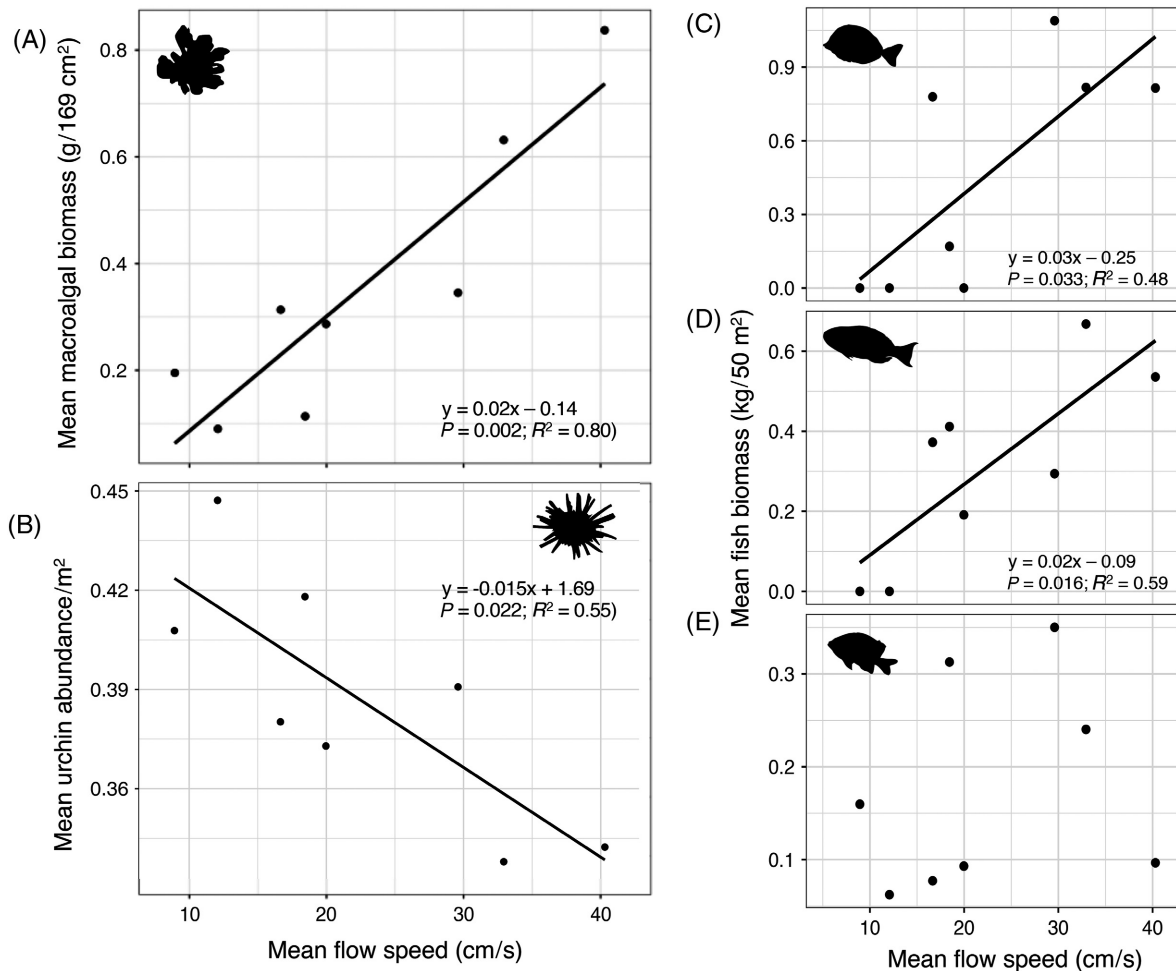 (A)
Mean macroalgal biomass (g/169 cm²)
0.8
0.6
0.4
0.2
y = 0.02x – 0.14
P = 0.002; R² = 0.80)
(B)
Mean urchin abundance/m²
0.45
0.42
0.39
0.36
y = -0.015x + 1.69
P = 0.022; R² = 0.55)
10 20 30 40
Mean flow speed (cm/s)
(C)
0.9
0.6
0.3
0.0
y = 0.03x – 0.25
P = 0.033; R² = 0.48
(D)
Mean fish biomass (kg/50 m²)
0.6
0.4
0.2
0.0
y = 0.02x – 0.09
P = 0.016; R² = 0.59
(E)
0.3
0.2
0.1
10 20 30 40
Mean flow speed (cm/s)